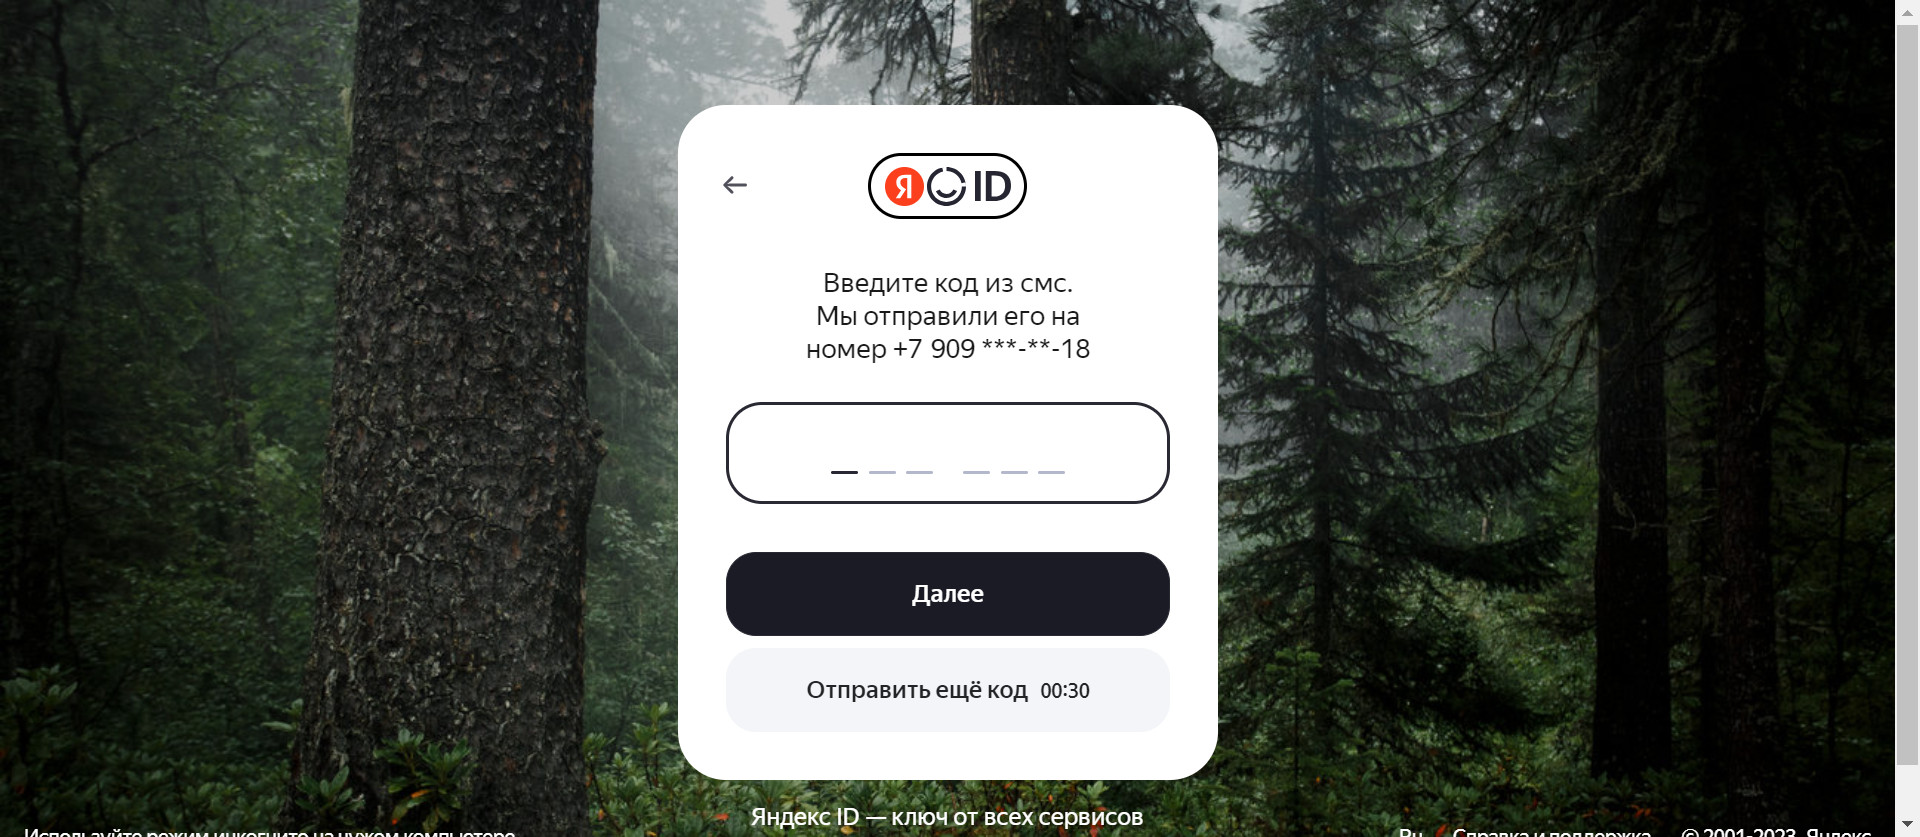 Я ID
Введите код из смс.
Мы отправили его на
номер +7 909 ***-**-18
Далее
Отправить ещё код 00:30
Яндекс ID — ключ от всех сервисов
Используйте режим инкогнито на чужом компьютере
Ru Справка и поддержка © 2001-2023, Яндекс